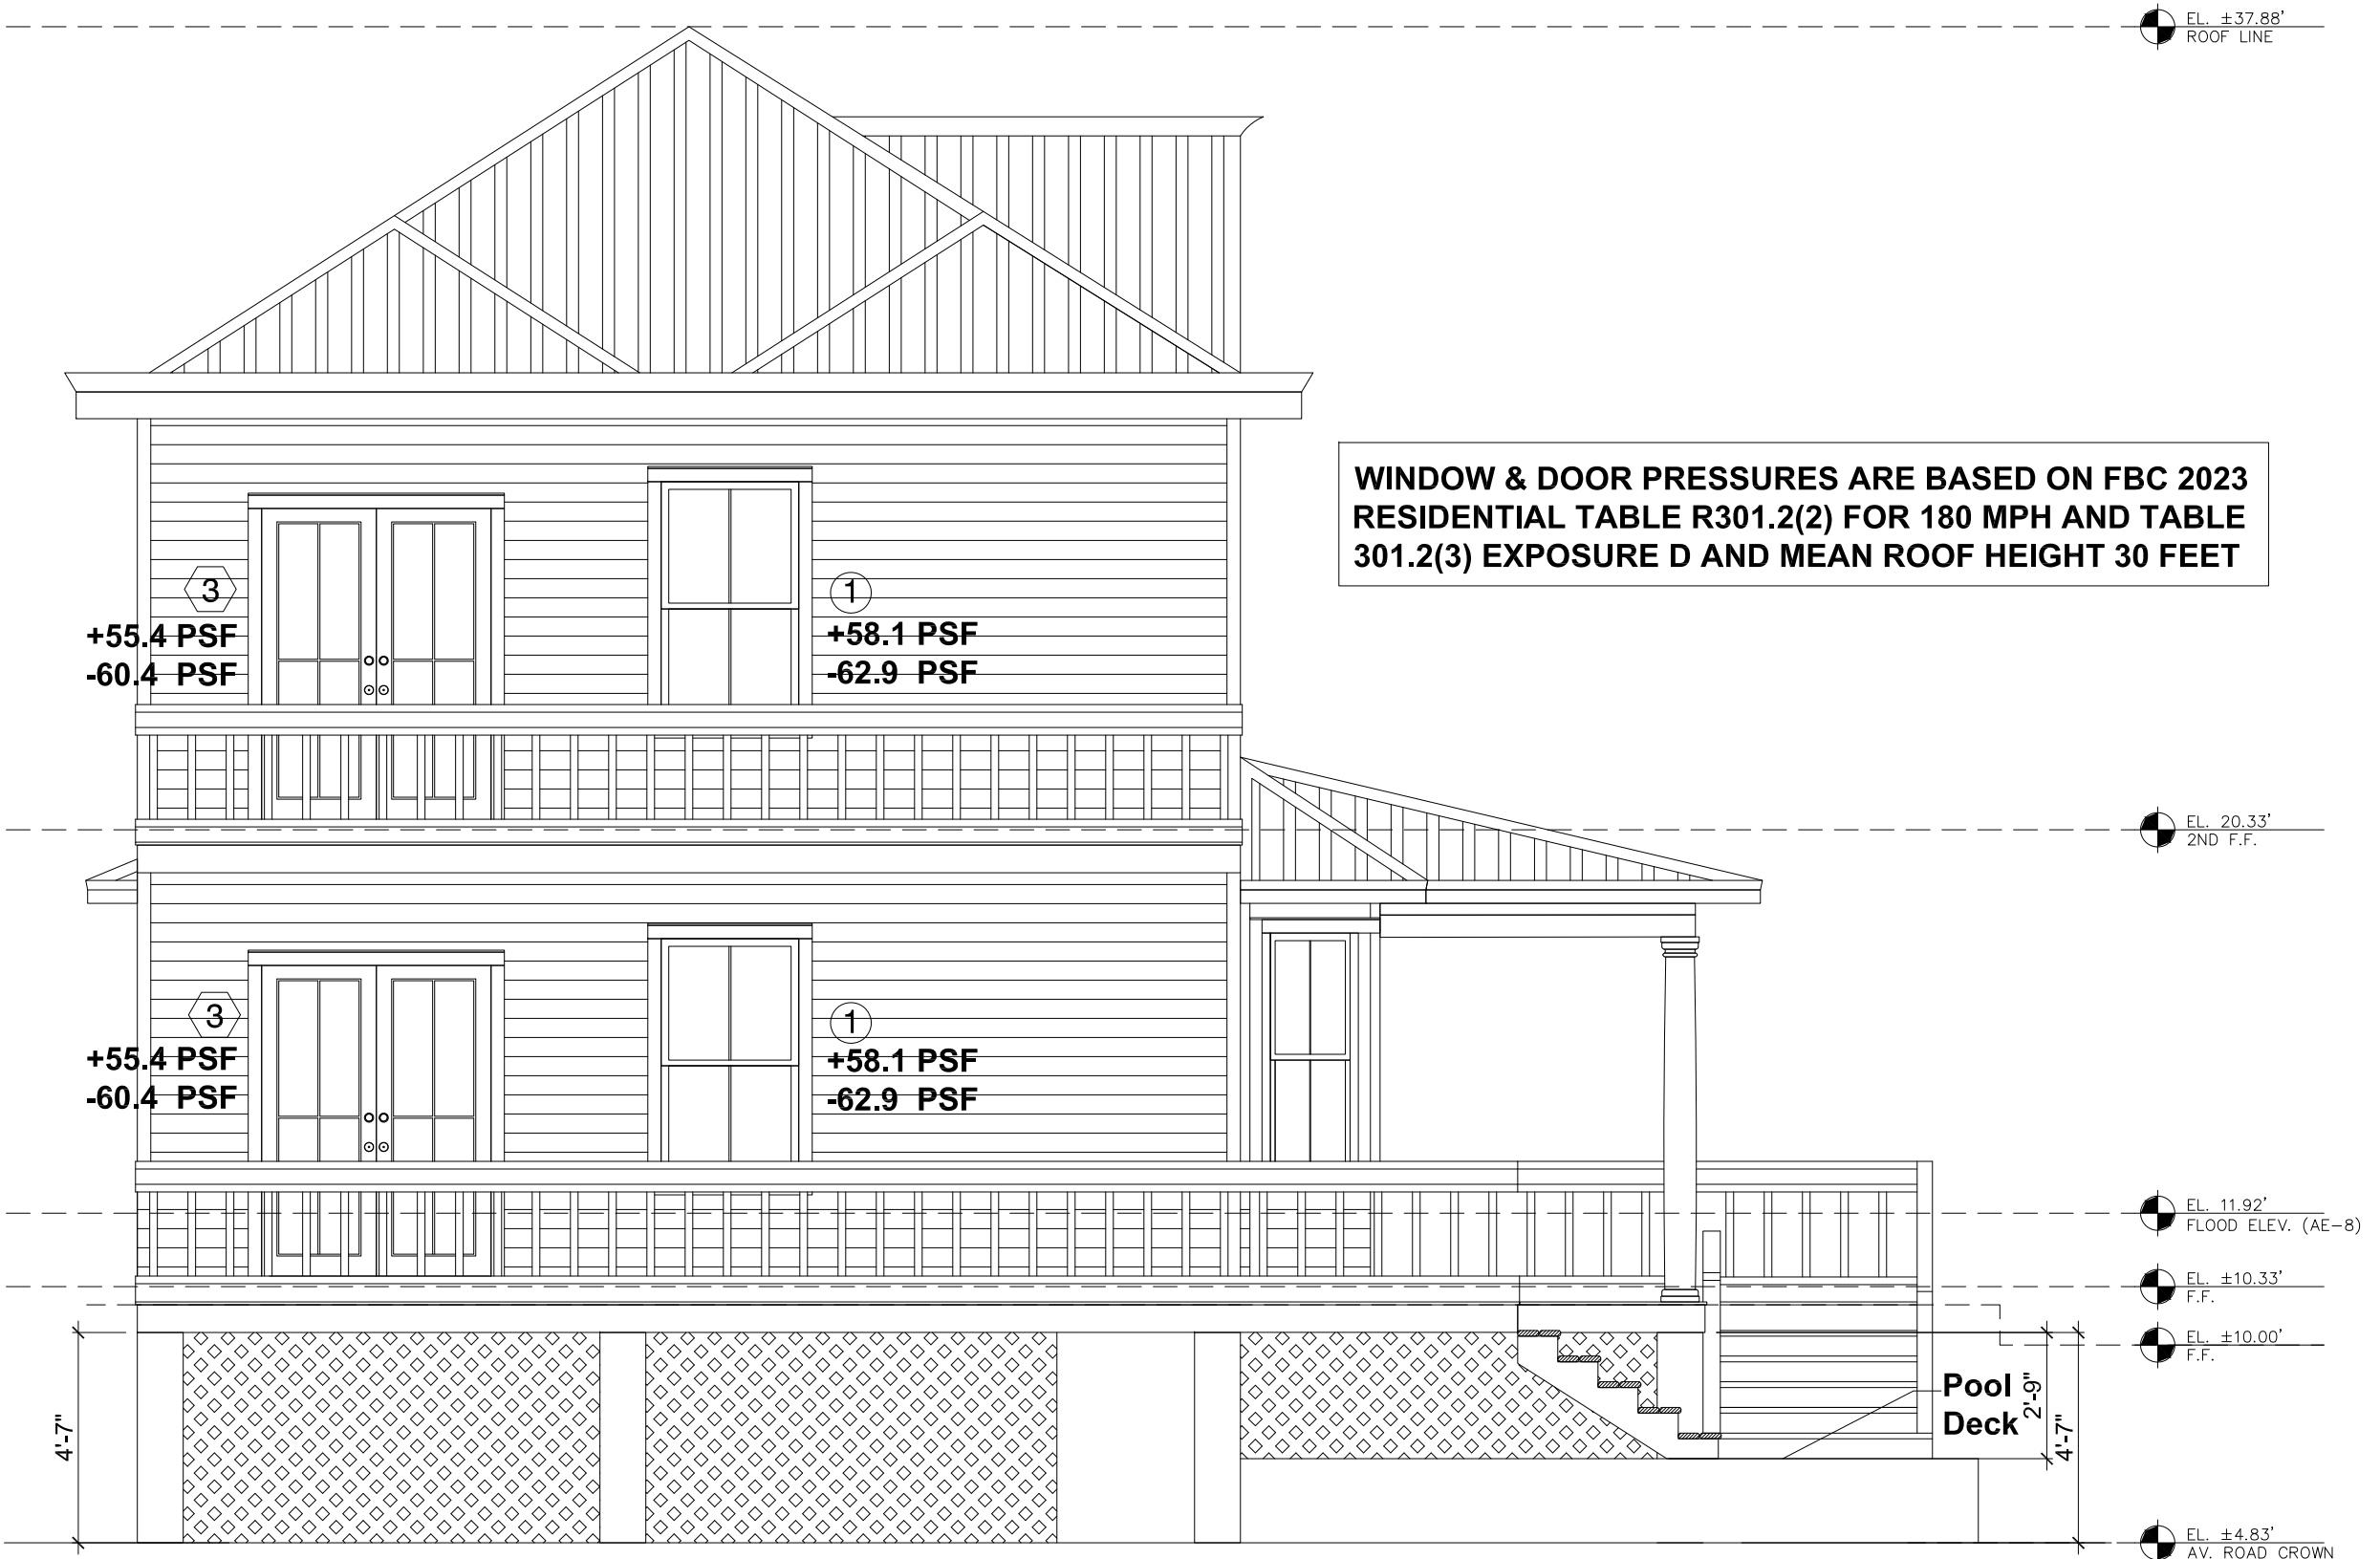 EL. ±37.88'
ROOF LINE
WINDOW & DOOR PRESSURES ARE BASED ON FBC 2023
RESIDENTIAL TABLE R301.2(2) FOR 180 MPH AND TABLE
301.2(3) EXPOSURE D AND MEAN ROOF HEIGHT 30 FEET
3
+55.4 PSF
-60.4 PSF
1
+58.1 PSF
-62.9 PSF
EL. 20.33'
2ND F.F.
3
+55.4 PSF
-60.4 PSF
1
+58.1 PSF
-62.9 PSF
EL. 11.92'
FLOOD ELEV. (AE-8)
EL. ±10.33'
F.F.
EL. ±10.00'
F.F.
4'-7"
Pool
Deck
2'-9"
4'-7"
EL. ±4.83'
AV. ROAD CROWN